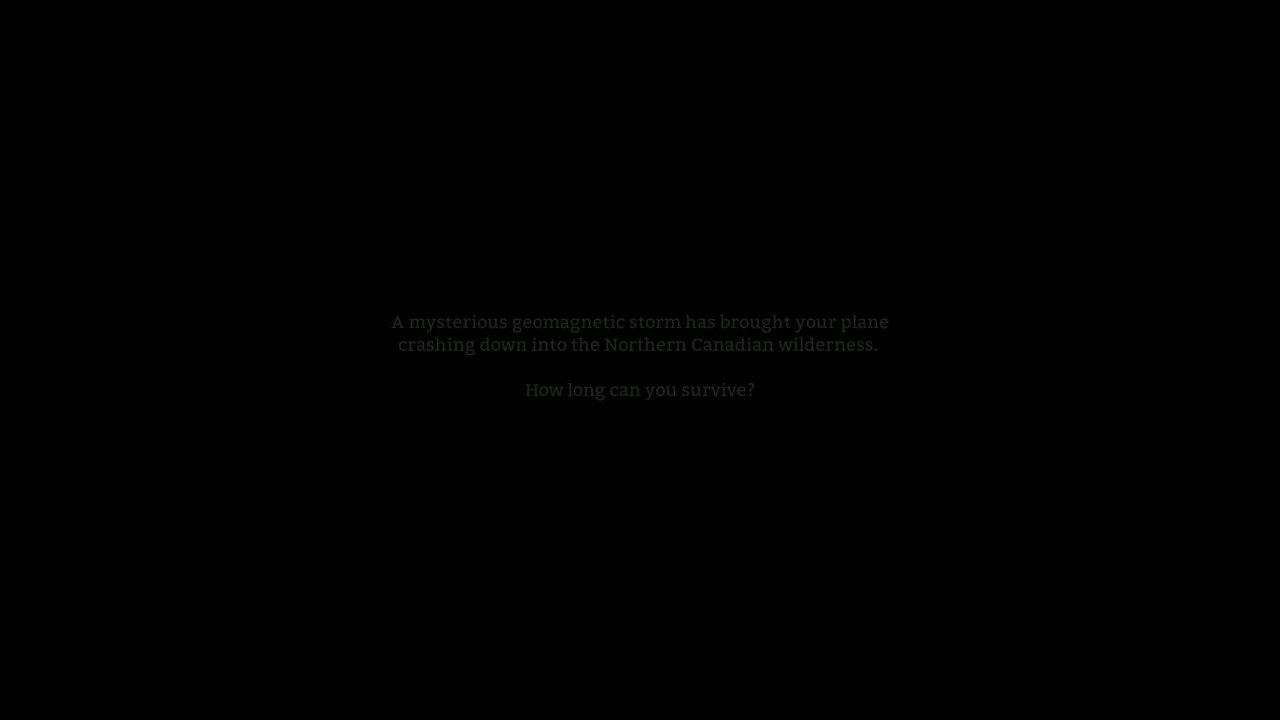 A mysterious geomagnetic storm has brought your plane
crashing down into the Northern Canadian wilderness.
How long can you survive?